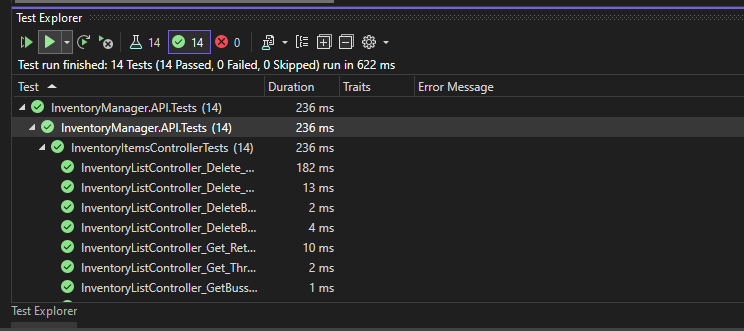 Test Explorer
14 14 0
Test run finished: 14 Tests (14 Passed, 0 Failed, 0 Skipped) run in 622 ms
Test Duration Traits Error Message
InventoryManager.API.Tests (14) 236 ms
InventoryManager.API.Tests (14) 236 ms
InventoryItemsControllerTests (14) 236 ms
InventoryListController_Delete_... 182 ms
InventoryListController_Delete_... 13 ms
InventoryListController_DeleteB... 2 ms
InventoryListController_DeleteB... 4 ms
InventoryListController_Get_Ret... 10 ms
InventoryListController_Get_Thr... 2 ms
InventoryListController_GetBuss... 1 ms
Test Explorer